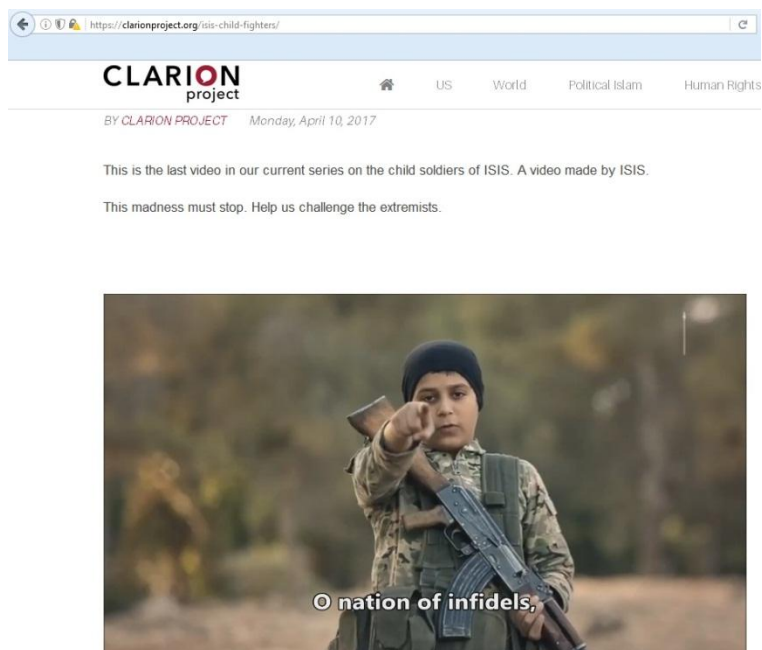 https://clarionproject.org/isis-child-fighters/
CLARION
project
US World Political Islam Human Rights
BY CLARION PROJECT Monday, April 10, 2017
This is the last video in our current series on the child soldiers of ISIS. A video made by ISIS.
This madness must stop. Help us challenge the extremists.
O nation of infidels,